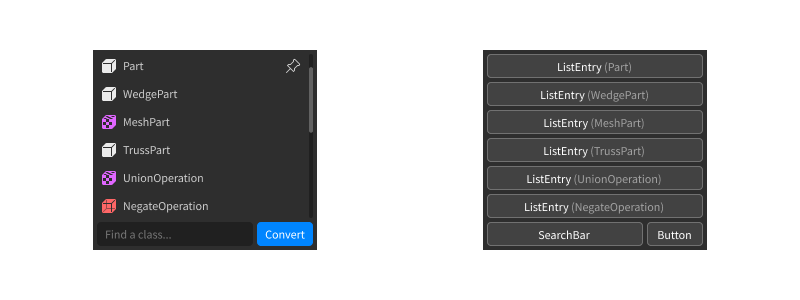 Part
WedgePart
MeshPart
TrussPart
UnionOperation
NegateOperation
Find a class... Convert
ListEntry (Part)
ListEntry (WedgePart)
ListEntry (MeshPart)
ListEntry (TrussPart)
ListEntry (UnionOperation)
ListEntry (NegateOperation)
SearchBar Button